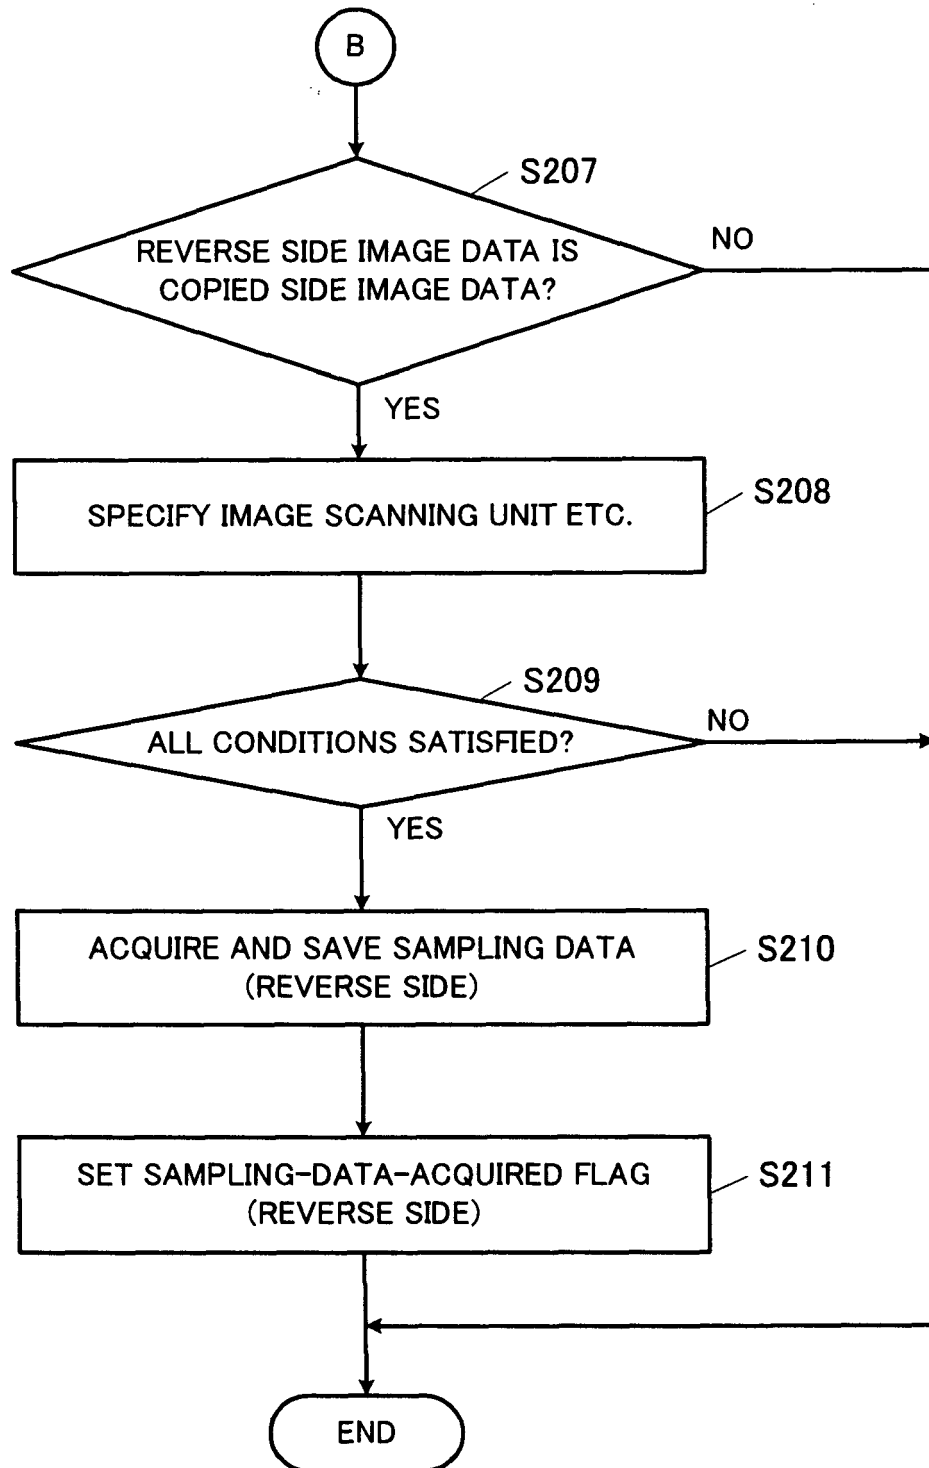 B
S207
REVERSE SIDE IMAGE DATA IS
COPIED SIDE IMAGE DATA?
NO
YES
SPECIFY IMAGE SCANNING UNIT ETC.
S208
S209
ALL CONDITIONS SATISFIED?
NO
YES
ACQUIRE AND SAVE SAMPLING DATA
(REVERSE SIDE)
S210
SET SAMPLING-DATA-ACQUIRED FLAG
(REVERSE SIDE)
S211
END